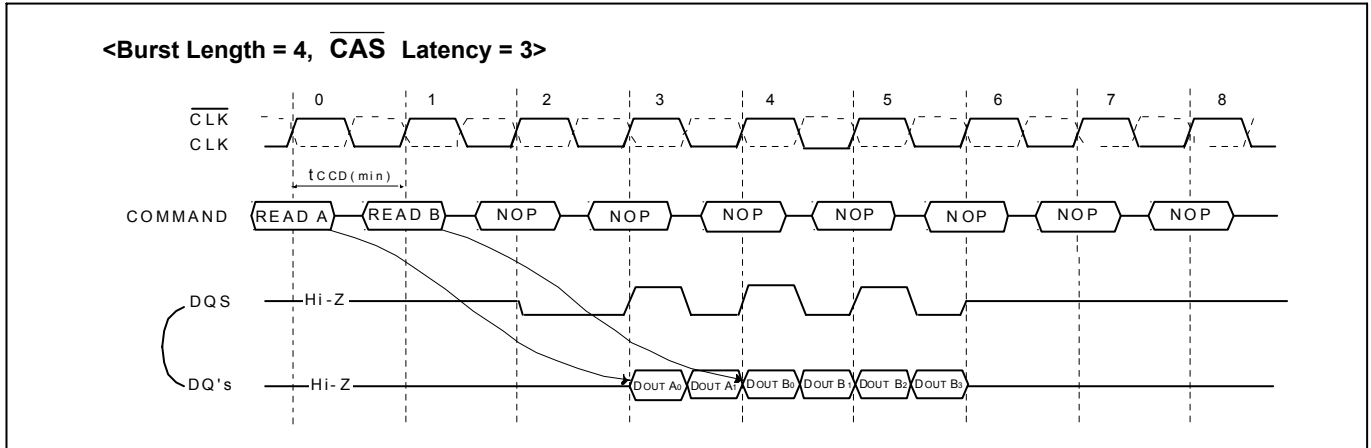 <Burst Length = 4, CAS Latency = 3>
0 1 2 3 4 5 6 7 8
CLK
CLK
tCCD(min)
COMMAND READ A READ B NOP NOP NOP NOP NOP NOP NOP
DQS Hi-Z
DQ's Hi-Z DOUT A0 DOUT A1 DOUT B0 DOUT B1 DOUT B2 DOUT B3